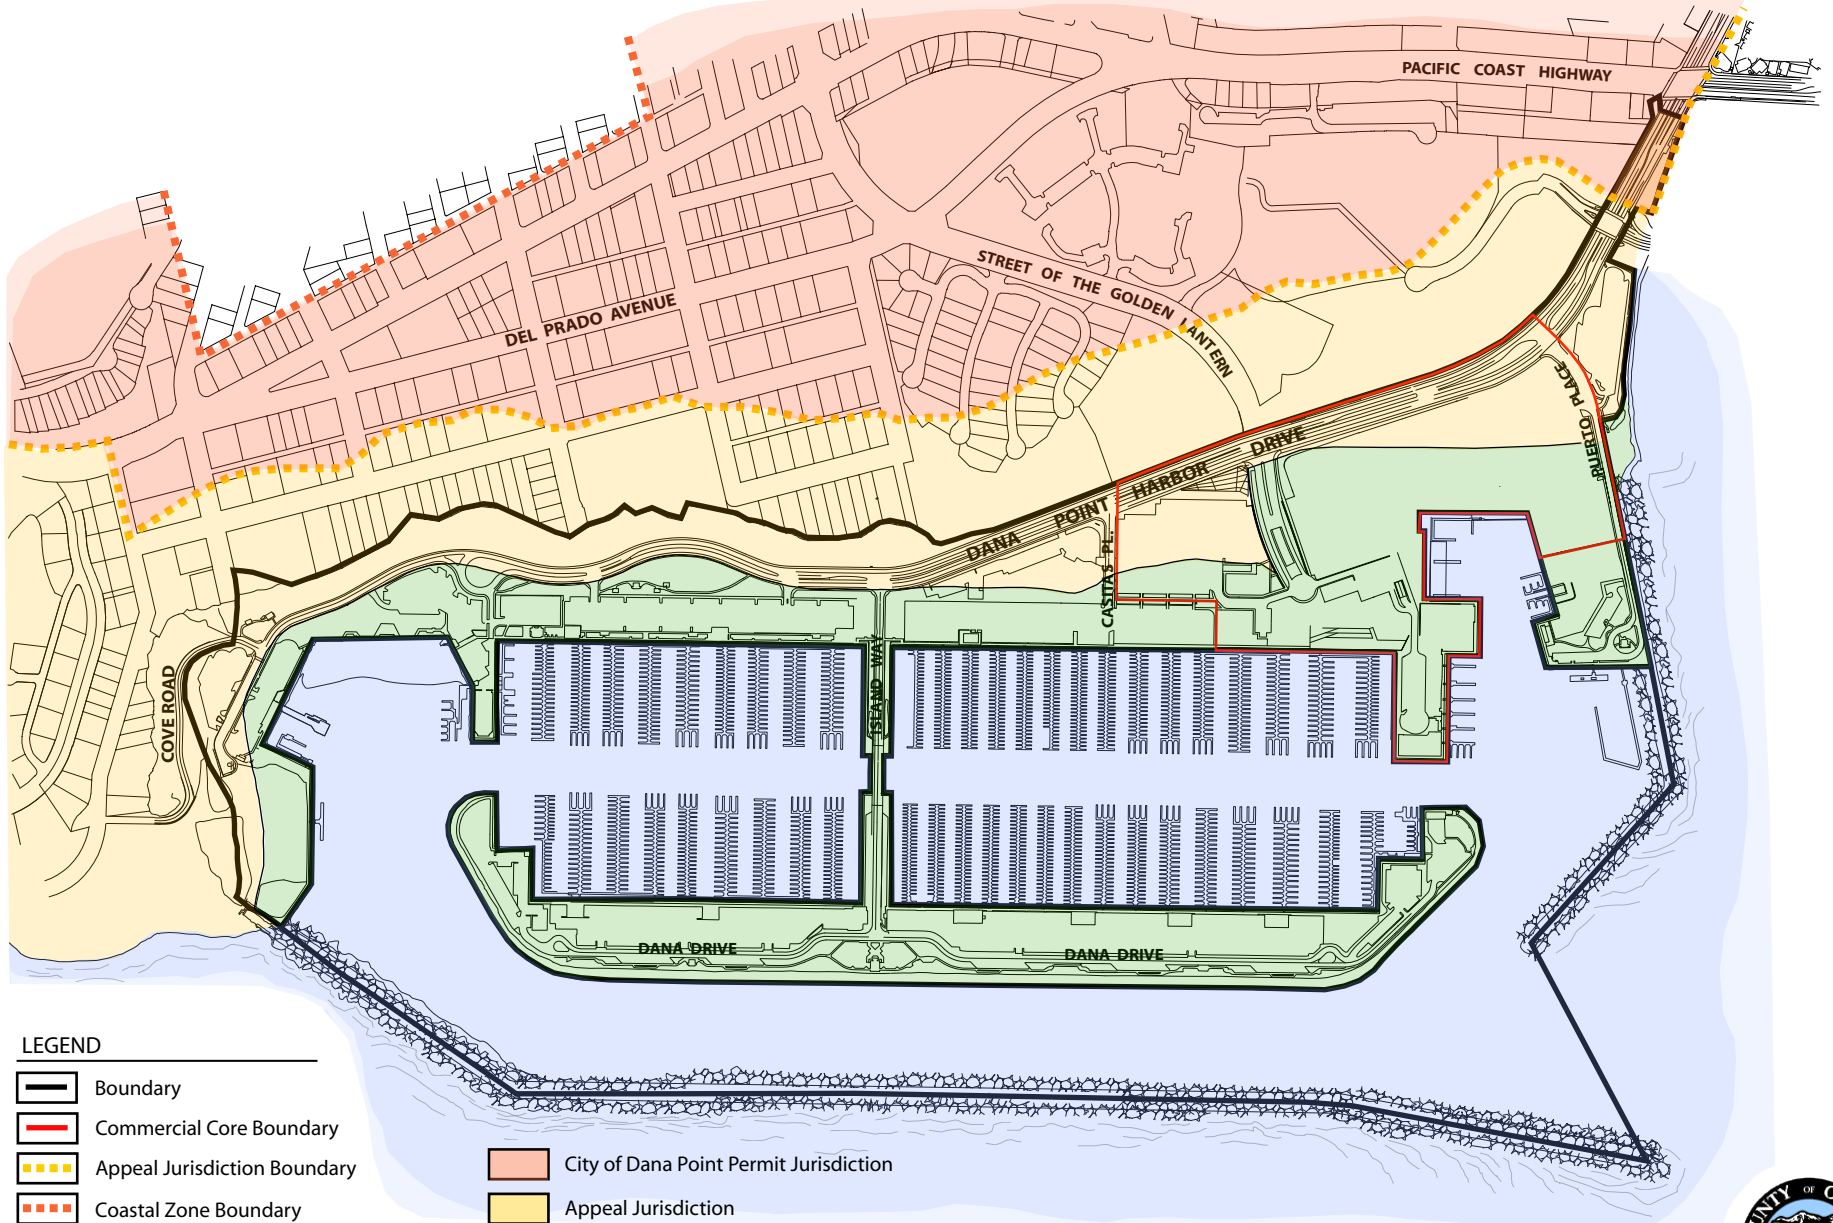 PACIFIC COAST HIGHWAY
STREET OF THE GOLDEN LANTERN
DEL PRADO AVENUE
PUERTO PLACE
DANA POINT HARBOR DRIVE
CASITAS PL.
ISLAND WAY
COVE ROAD
DANA DRIVE
DANA DRIVE
LEGEND
Boundary
Commercial Core Boundary
Appeal Jurisdiction Boundary
Coastal Zone Boundary
City of Dana Point Permit Jurisdiction
Appeal Jurisdiction
OF